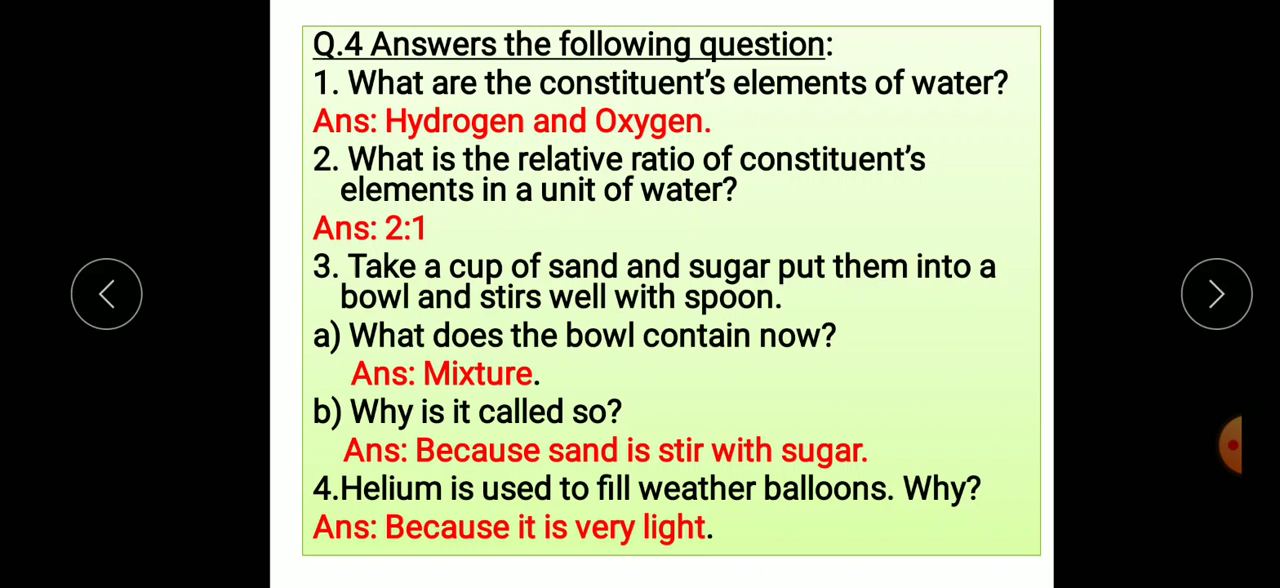 Q.4 Answers the following question:
1. What are the constituent's elements of water?
Ans: Hydrogen and Oxygen.
2. What is the relative ratio of constituent's
elements in a unit of water?
Ans: 2:1
3. Take a cup of sand and sugar put them into a
bowl and stirs well with spoon.
a) What does the bowl contain now?
Ans: Mixture.
b) Why is it called so?
Ans: Because sand is stir with sugar.
4.Helium is used to fill weather balloons. Why?
Ans: Because it is very light.